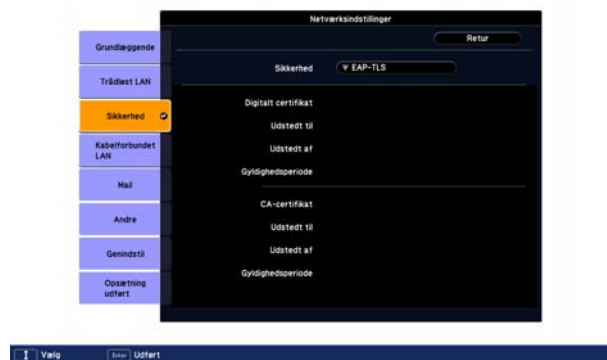 Netværksindstillinger
Retur
Grundlæggende
Trådløst LAN
Sikkerhed
Kabelforbundet
LAN
Mail
Andre
Genindstil
Opsætning
udført
Sikkerhed
EAP-TLS
Digitalt certifikat
Udstedt til
Udstedt af
Gyldighedsperiode
CA-certifikat
Udstedt til
Udstedt af
Gyldighedsperiode
Vælg
Enter Udført